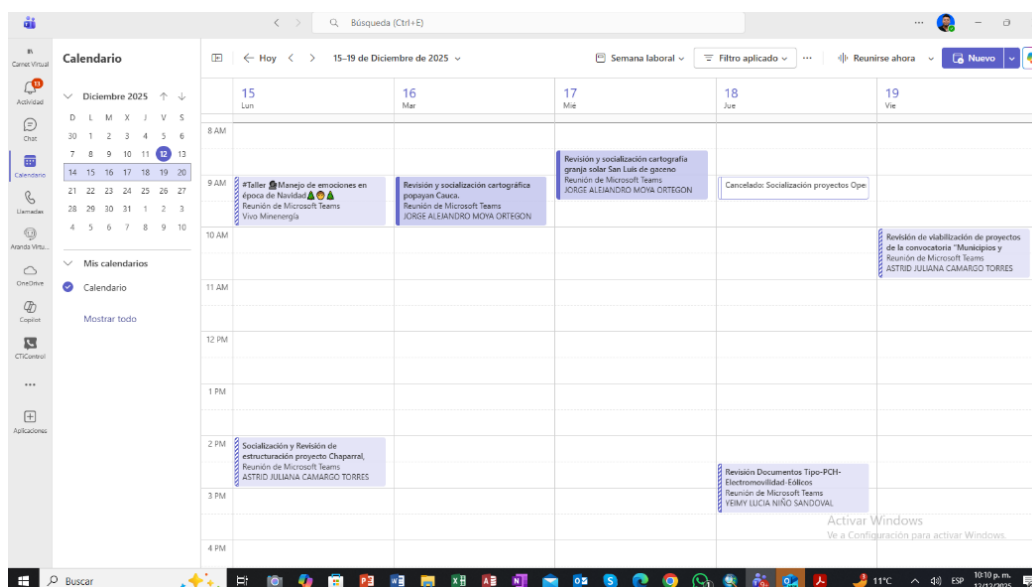 Búsqueda (Ctrl+E)
Carnet Virtual
Actividad
Chat
Calendario
Llamadas
Aranda Virtu...
OneDrive
Copilot
CTIControl
Aplicaciones
Calendario
Diciembre 2025
D L M X J V S
30 1 2 3 4 5 6
7 8 9 10 11 12 13
14 15 16 17 18 19 20
21 22 23 24 25 26 27
28 29 30 31 1 2 3
4 5 6 7 8 9 10
Mis calendarios
Calendario
Mostrar todo
Hoy
15-19 de Diciembre de 2025
Semana laboral
Filtro aplicado
Reunirse ahora
Nuevo
15
Lun
16
Mar
17
Mié
18
Jue
19
Vie
8 AM
9 AM
10 AM
11 AM
12 PM
1 PM
2 PM
3 PM
4 PM
#Taller Manejo de emociones en
época de Navidad
Reunión de Microsoft Teams
Vivo Minenergía
Socialización y Revisión de
estructuración proyecto Chaparral,
Reunión de Microsoft Teams
ASTRID JULIANA CAMARGO TORRES
Revisión y socialización cartográfica
popayan Cauca.
Reunión de Microsoft Teams
JORGE ALEJANDRO MOYA ORTEGON
Revisión y socialización cartografía
granja solar San Luis de gaceno
Reunión de Microsoft Teams
JORGE ALEJANDRO MOYA ORTEGON
Cancelado: Socialización proyectos Ope
Revisión Documentos Tipo-PCH-
Electromovilidad-Eólicos
Reunión de Microsoft Teams
YEIMY LUCIA NIÑO SANDOVAL
Revisión de viabilización de proyectos
de la convocatoria "Municipios y
Reunión de Microsoft Teams
ASTRID JULIANA CAMARGO TORRES
Activar Windows
Ve a Configuración para activar Windows.
Buscar
11°C
ESP
10:10 p. m.
12/12/2025